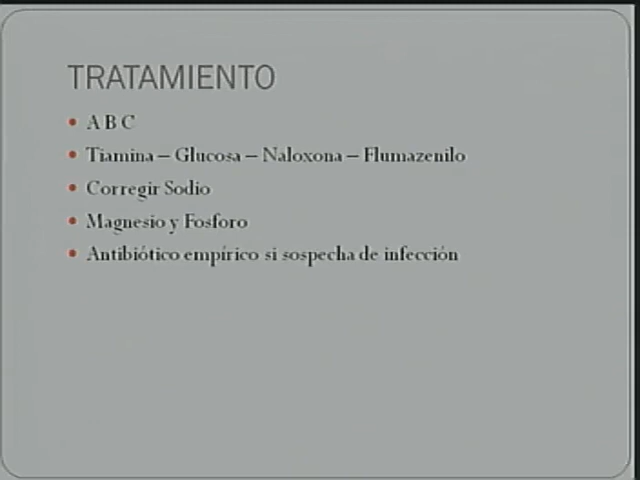 TRATAMIENTO
A B C
Tiamina – Glucosa – Naloxona – Flumazenilo
Corregir Sodio
Magnesio y Fosforo
Antibiótico empírico si sospecha de infección